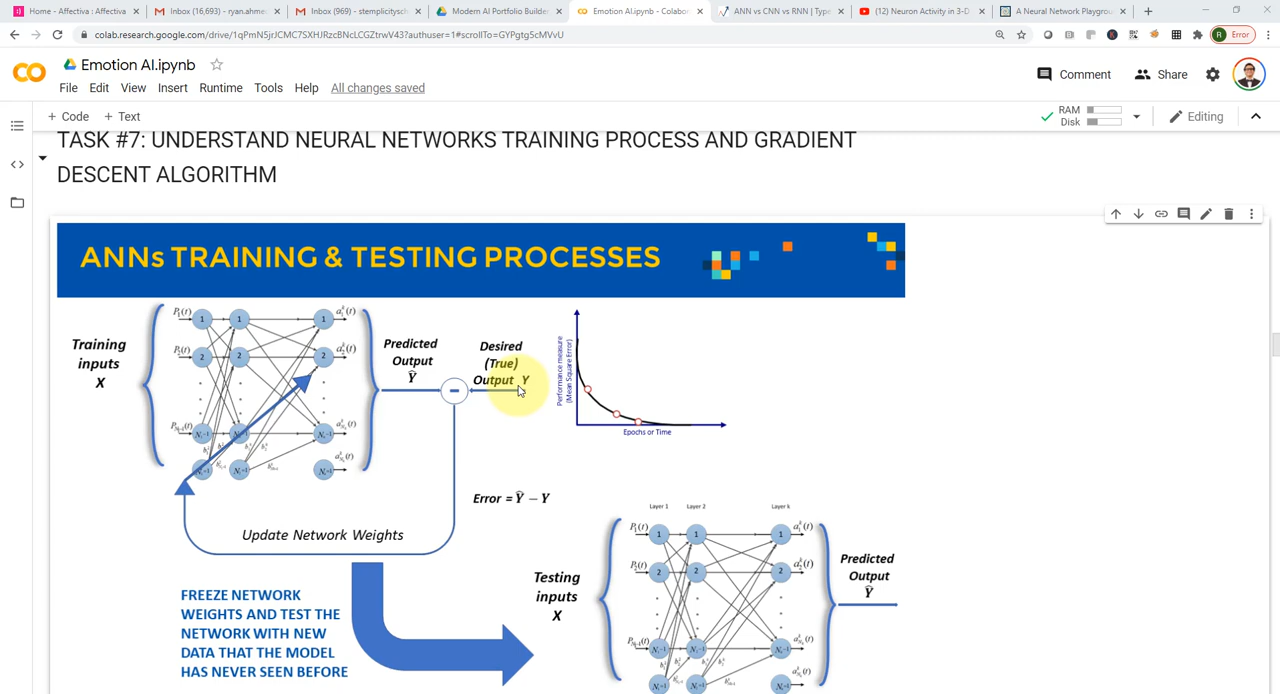 Home - Affectiva : Affectiva
Inbox (16,693) - ryan.ahme
Inbox (969) - stemplicitysch
Modern AI Portfolio Builder
Emotion AI.ipynb - Colabo
ANN vs CNN vs RNN | Type
(12) Neuron Activity in 3-D
A Neural Network Playgrou
colab.research.google.com/drive/1qPmN5jrJCMC7SXHJRzcBNcLCGZtrwV43?authuser=1#scrollTo=GYPgtg5cMVvU
R Error
Emotion AI.ipynb
Comment
Share
File Edit View Insert Runtime Tools Help All changes saved
+ Code + Text
RAM
Disk
Editing
TASK #7: UNDERSTAND NEURAL NETWORKS TRAINING PROCESS AND GRADIENT
DESCENT ALGORITHM
ANNs TRAINING & TESTING PROCESSES
Training
inputs
X
Predicted
Output
Ŷ
Desired
(True)
Output Y
Performance measure
(Mean Square Error)
Epochs or Time
Error = Ŷ − Y
Update Network Weights
FREEZE NETWORK
WEIGHTS AND TEST THE
NETWORK WITH NEW
DATA THAT THE MODEL
HAS NEVER SEEN BEFORE
Layer 1 Layer 2 Layer k
Testing
inputs
X
Predicted
Output
Ŷ